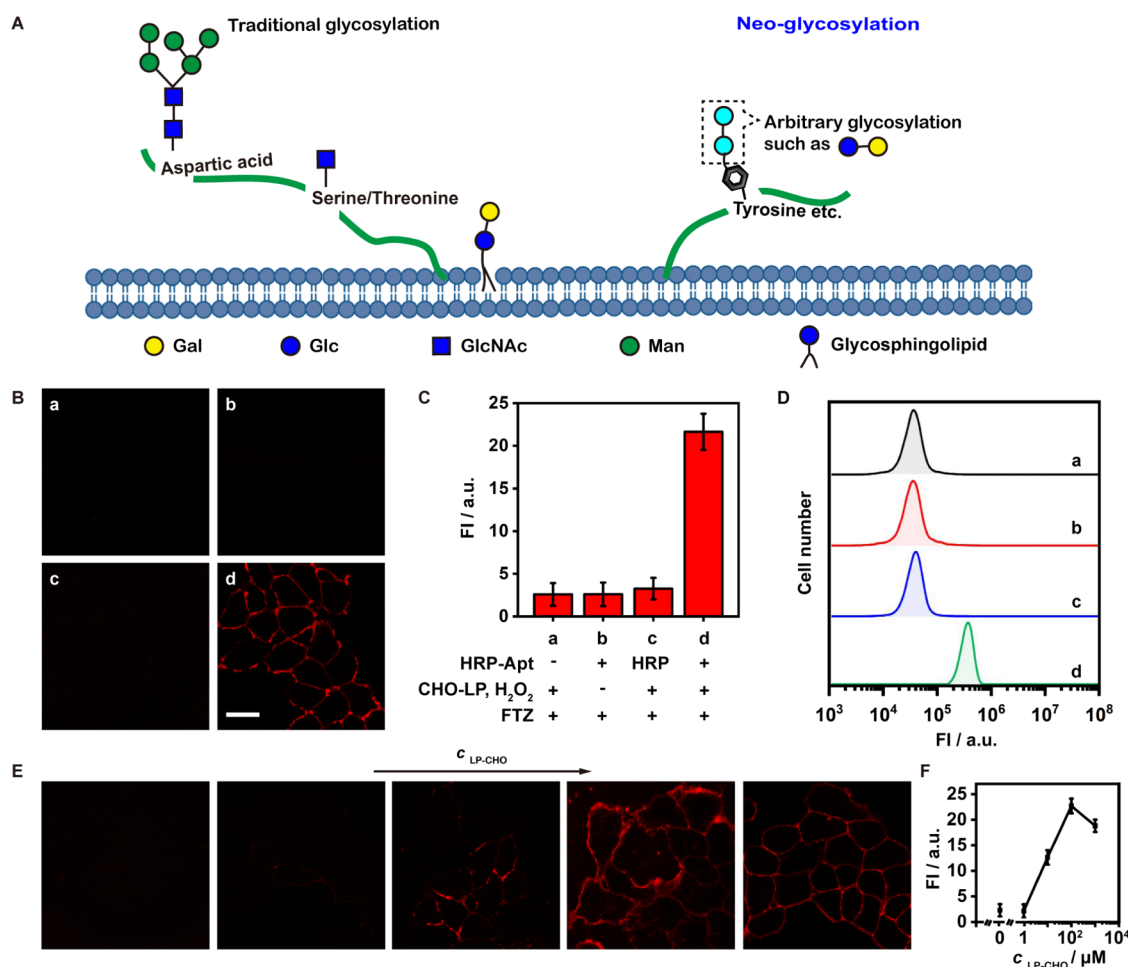 A
Traditional glycosylation
Neo-glycosylation
Arbitrary glycosylation
such as
Aspartic acid
Serine/Threonine
Tyrosine etc.
Gal
Glc
GlcNAc
Man
Glycosphingolipid
B
a
b
c
d
C
FI / a.u.
25
20
15
10
5
0
a b c d
HRP-Apt - + HRP +
CHO-LP, H₂O₂ + - + +
FTZ + + + +
D
Cell number
a
b
c
d
10³ 10⁴ 10⁵ 10⁶ 10⁷ 10⁸
FI / a.u.
E
c LP-CHO
F
FI / a.u.
25
20
15
10
5
0
0 1 10² 10⁴
c LP-CHO / µM